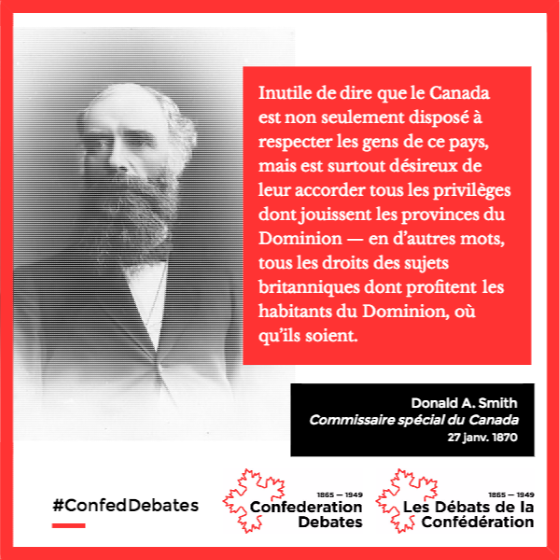 Inutile de dire que le Canada
est non seulement disposé à
respecter les gens de ce pays,
mais est surtout désireux de
leur accorder tous les privilèges
dont jouissent les provinces du
Dominion — en d'autres mots,
tous les droits des sujets
britanniques dont profitent les
habitants du Dominion, où
qu'ils soient.
Donald A. Smith
Commissaire spécial du Canada
27 janv. 1870
#ConfedDebates
1865 — 1949
Confederation
Debates
1865 — 1949
Les Débats de la
Confédération